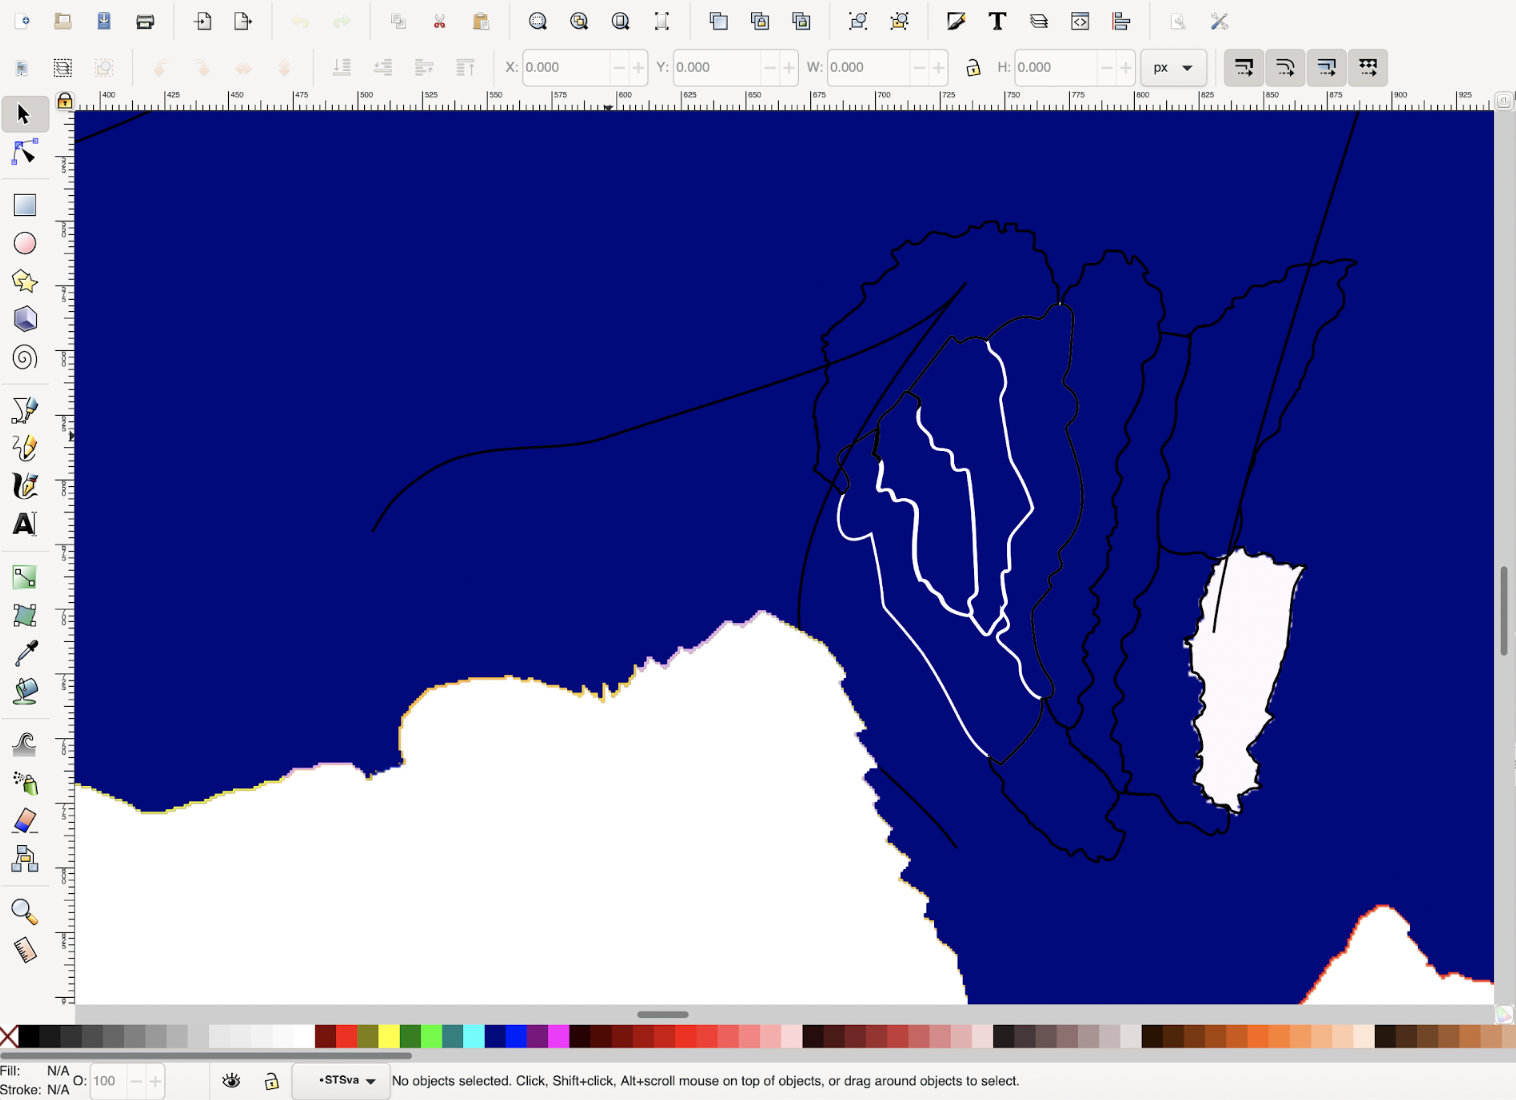 X: 0.000 Y: 0.000 W: 0.000 H: 0.000 px
400 425 450 475 500 525 550 575 600 625 650 675 700 725 750 775 800 825 850 875 900 925
Fill: N/A O: 100 •STSva No objects selected. Click, Shift+click, Alt+scroll mouse on top of objects, or drag around objects to select.
Stroke: N/A